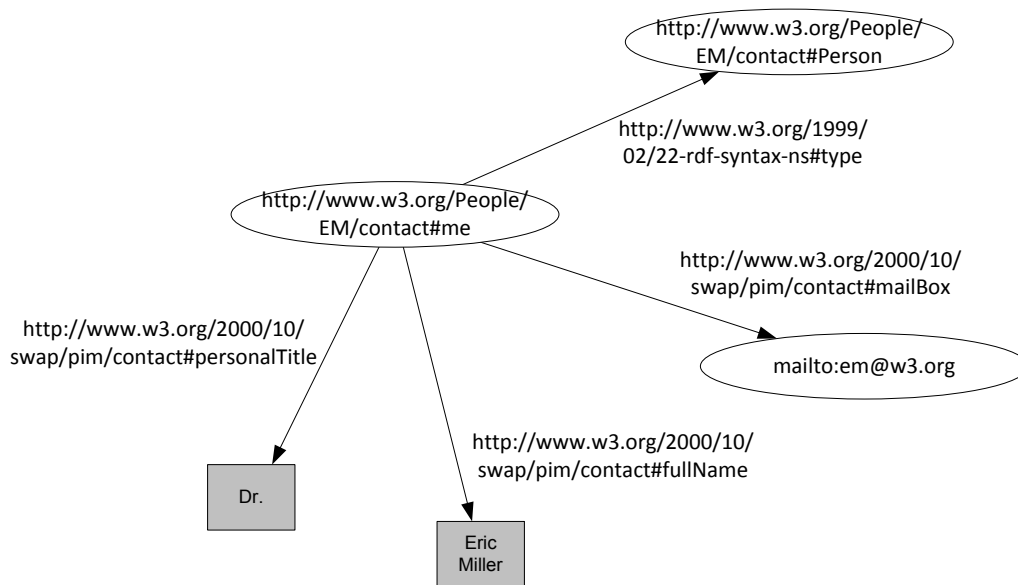 http://www.w3.org/People/
EM/contact#Person
http://www.w3.org/1999/
02/22-rdf-syntax-ns#type
http://www.w3.org/People/
EM/contact#me
http://www.w3.org/2000/10/
swap/pim/contact#mailBox
http://www.w3.org/2000/10/
swap/pim/contact#personalTitle
mailto:em@w3.org
http://www.w3.org/2000/10/
swap/pim/contact#fullName
Dr.
Eric
Miller